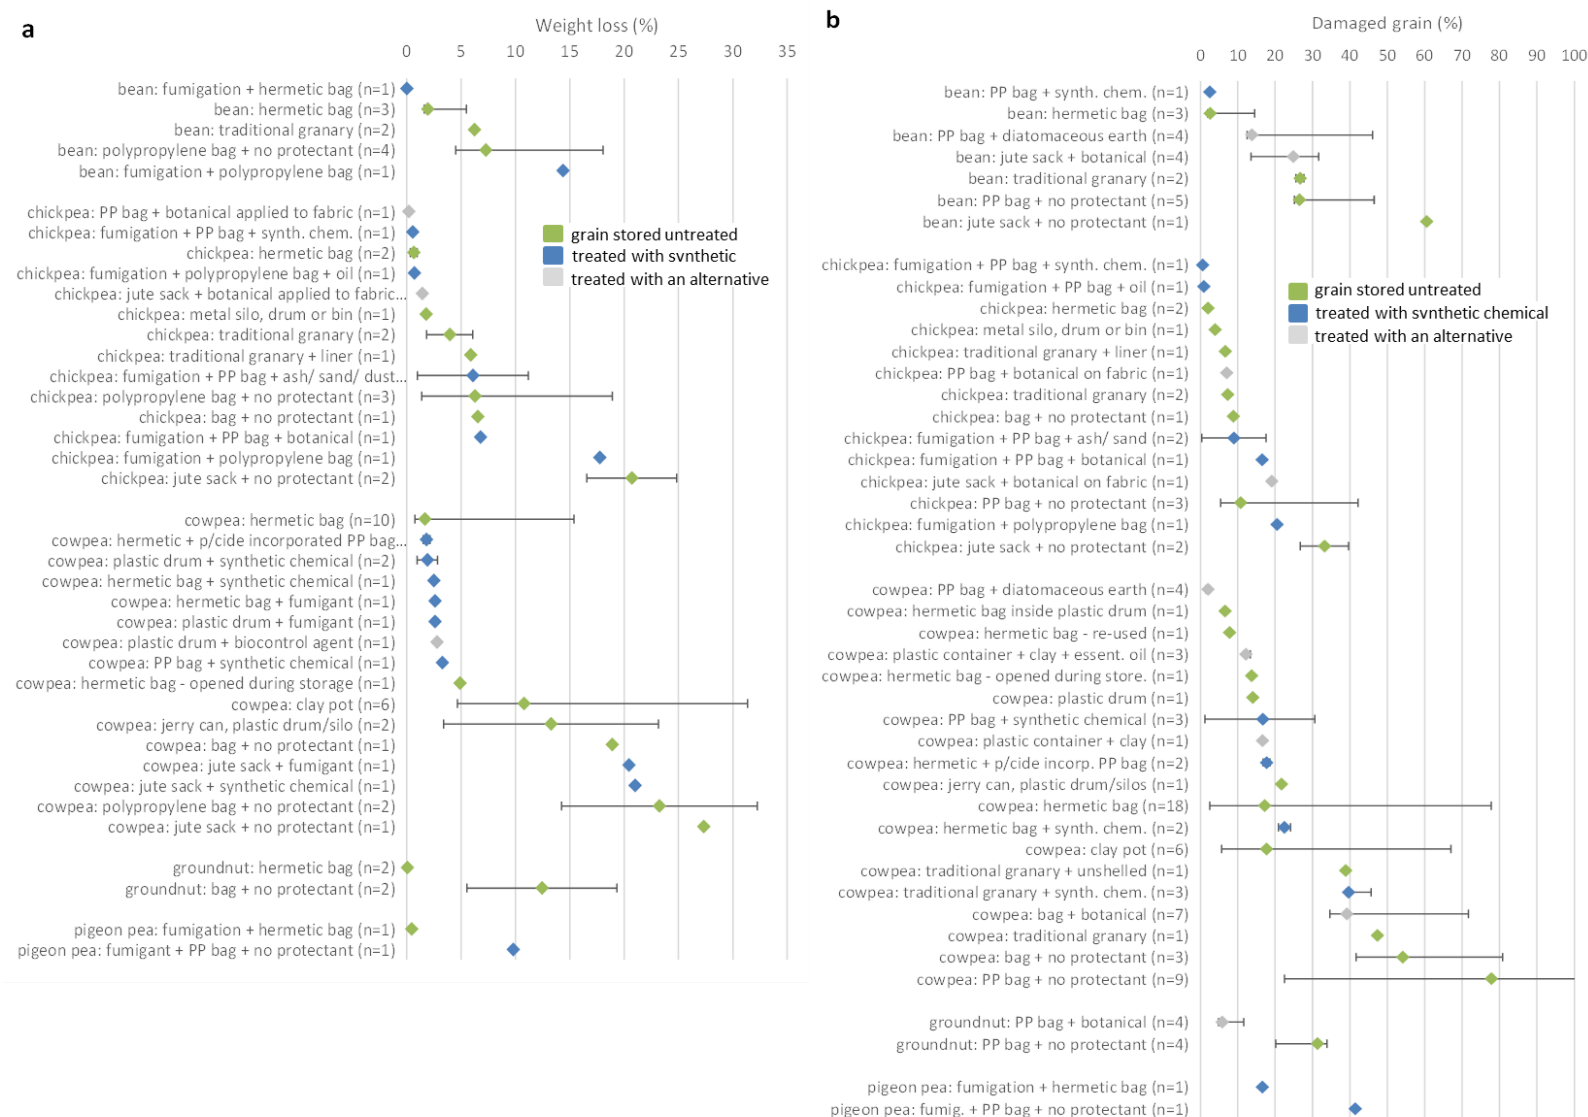 a
Weight loss (%)
0 5 10 15 20 25 30 35
bean: fumigation + hermetic bag (n=1)
bean: hermetic bag (n=3)
bean: traditional granary (n=2)
bean: polypropylene bag + no protectant (n=4)
bean: fumigation + polypropylene bag (n=1)
chickpea: PP bag + botanical applied to fabric (n=1)
chickpea: fumigation + PP bag + synth. chem. (n=1)
chickpea: hermetic bag (n=2)
chickpea: fumigation + polypropylene bag + oil (n=1)
chickpea: jute sack + botanical applied to fabric...
chickpea: metal silo, drum or bin (n=1)
chickpea: traditional granary (n=2)
chickpea: traditional granary + liner (n=1)
chickpea: fumigation + PP bag + ash/ sand/ dust...
chickpea: polypropylene bag + no protectant (n=3)
chickpea: bag + no protectant (n=1)
chickpea: fumigation + PP bag + botanical (n=1)
chickpea: fumigation + polypropylene bag (n=1)
chickpea: jute sack + no protectant (n=2)
cowpea: hermetic bag (n=10)
cowpea: hermetic + p/cide incorporated PP bag...
cowpea: plastic drum + synthetic chemical (n=2)
cowpea: hermetic bag + synthetic chemical (n=1)
cowpea: hermetic bag + fumigant (n=1)
cowpea: plastic drum + fumigant (n=1)
cowpea: plastic drum + biocontrol agent (n=1)
cowpea: PP bag + synthetic chemical (n=1)
cowpea: hermetic bag - opened during storage (n=1)
cowpea: clay pot (n=6)
cowpea: jerry can, plastic drum/silo (n=2)
cowpea: bag + no protectant (n=1)
cowpea: jute sack + fumigant (n=1)
cowpea: jute sack + synthetic chemical (n=1)
cowpea: polypropylene bag + no protectant (n=2)
cowpea: jute sack + no protectant (n=1)
groundnut: hermetic bag (n=2)
groundnut: bag + no protectant (n=2)
pigeon pea: fumigation + hermetic bag (n=1)
pigeon pea: fumigant + PP bag + no protectant (n=1)
grain stored untreated
treated with svnthetic
treated with an alternative
b
Damaged grain (%)
0 10 20 30 40 50 60 70 80 90 100
bean: PP bag + synth. chem. (n=1)
bean: hermetic bag (n=3)
bean: PP bag + diatomaceous earth (n=4)
bean: jute sack + botanical (n=4)
bean: traditional granary (n=2)
bean: PP bag + no protectant (n=5)
bean: jute sack + no protectant (n=1)
chickpea: fumigation + PP bag + synth. chem. (n=1)
chickpea: fumigation + PP bag + oil (n=1)
chickpea: hermetic bag (n=2)
chickpea: metal silo, drum or bin (n=1)
chickpea: traditional granary + liner (n=1)
chickpea: PP bag + botanical on fabric (n=1)
chickpea: traditional granary (n=2)
chickpea: bag + no protectant (n=1)
chickpea: fumigation + PP bag + ash/ sand (n=2)
chickpea: fumigation + PP bag + botanical (n=1)
chickpea: jute sack + botanical on fabric (n=1)
chickpea: PP bag + no protectant (n=3)
chickpea: fumigation + polypropylene bag (n=1)
chickpea: jute sack + no protectant (n=2)
cowpea: PP bag + diatomaceous earth (n=4)
cowpea: hermetic bag inside plastic drum (n=1)
cowpea: hermetic bag - re-used (n=1)
cowpea: plastic container + clay + essent. oil (n=3)
cowpea: hermetic bag - opened during store. (n=1)
cowpea: plastic drum (n=1)
cowpea: PP bag + synthetic chemical (n=3)
cowpea: plastic container + clay (n=1)
cowpea: hermetic + p/cide incorp. PP bag (n=2)
cowpea: jerry can, plastic drum/silos (n=1)
cowpea: hermetic bag (n=18)
cowpea: hermetic bag + synth. chem. (n=2)
cowpea: clay pot (n=6)
cowpea: traditional granary + unshelled (n=1)
cowpea: traditional granary + synth. chem. (n=3)
cowpea: bag + botanical (n=7)
cowpea: traditional granary (n=1)
cowpea: bag + no protectant (n=3)
cowpea: PP bag + no protectant (n=9)
groundnut: PP bag + botanical (n=4)
groundnut: PP bag + no protectant (n=4)
pigeon pea: fumigation + hermetic bag (n=1)
pigeon pea: fumig. + PP bag + no protectant (n=1)
grain stored untreated
treated with svnthetic chemical
treated with an alternative